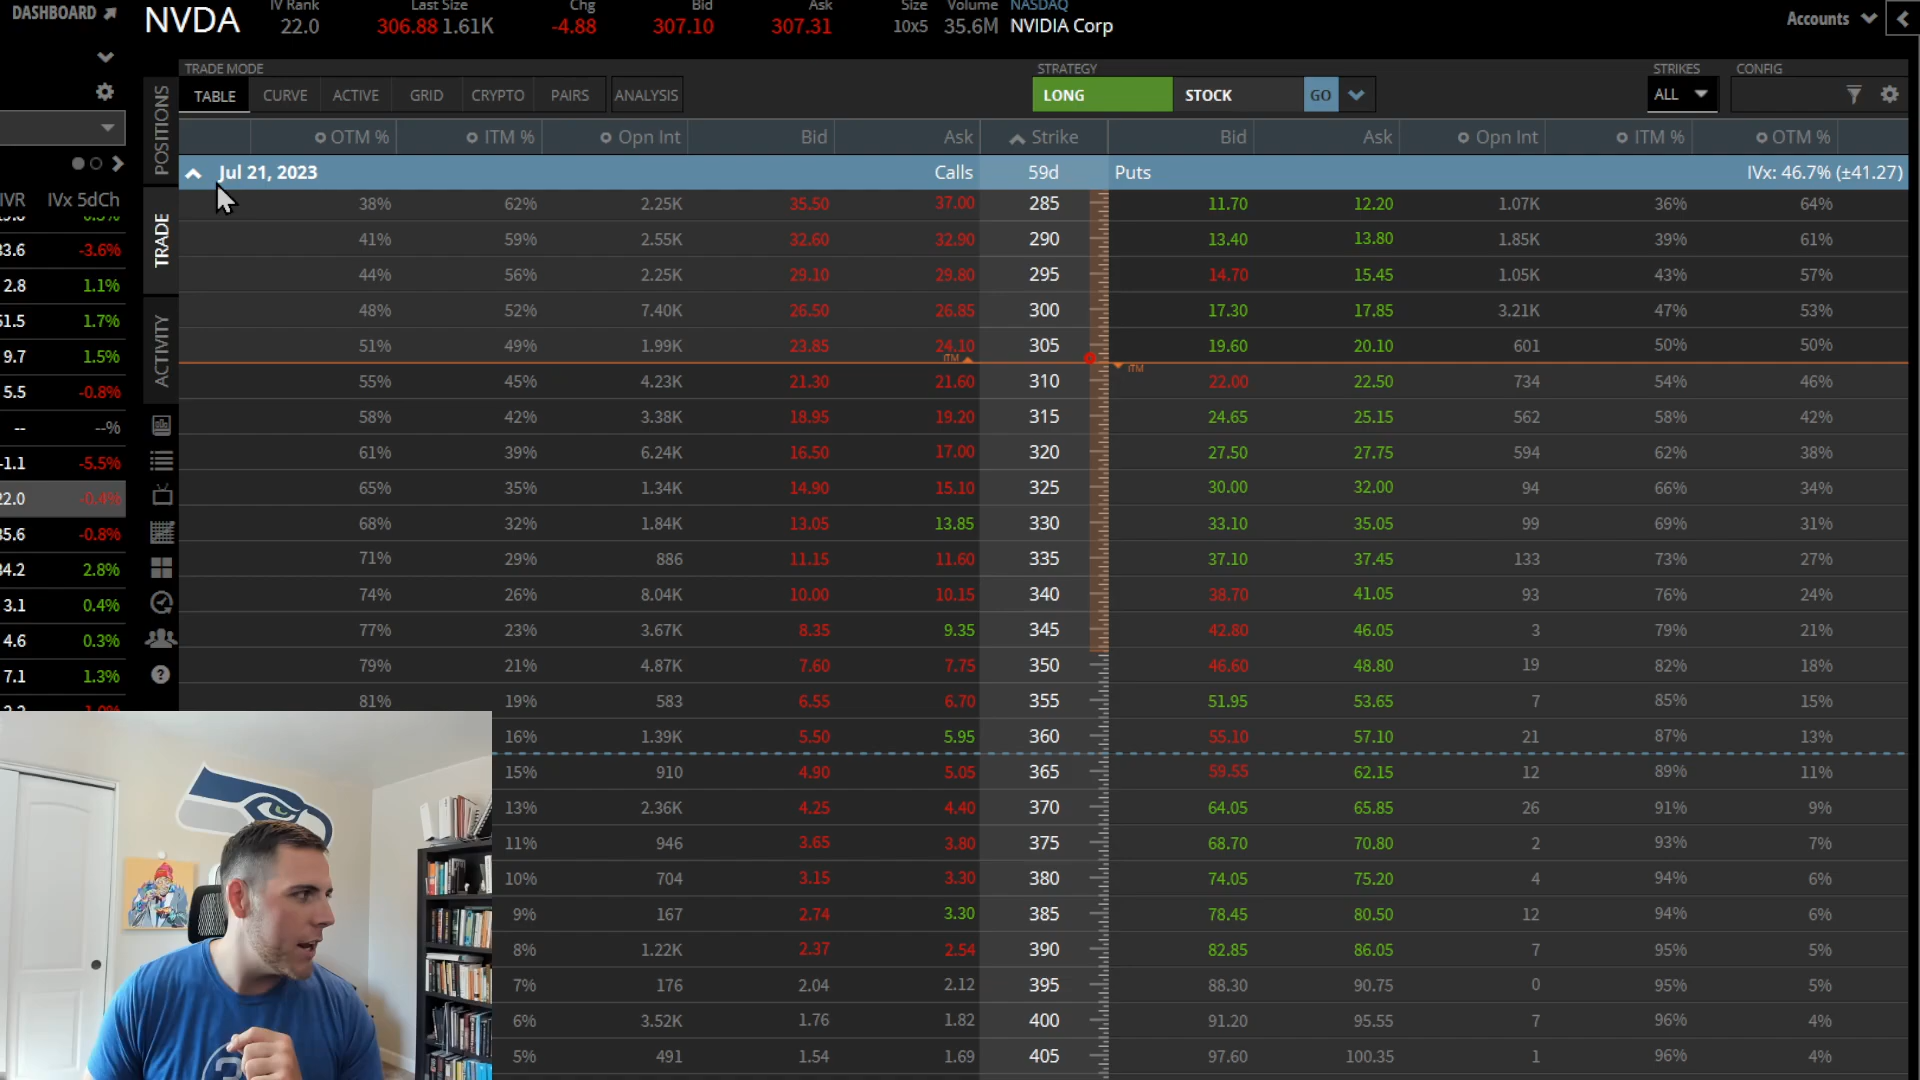 DASHBOARD
NVDA
IV Rank
22.0
Last Size
306.88 1.61K
Chg
-4.88
Bid
307.10
Ask
307.31
Size
10x5
Volume
35.6M
NASDAQ
NVIDIA Corp
Accounts
TRADE MODE
TABLE CURVE ACTIVE GRID CRYPTO PAIRS ANALYSIS
STRATEGY
LONG STOCK GO
STRIKES
ALL
CONFIG
POSITIONS
TRADE
ACTIVITY
IVR IVx 5dCh
33.6 -3.6%
2.8 1.1%
51.5 1.7%
9.7 1.5%
5.5 -0.8%
-- --%
-1.1 -5.5%
22.0 -0.4%
35.6 -0.8%
34.2 2.8%
3.1 0.4%
4.6 0.3%
7.1 1.3%
OTM % ITM % Opn Int Bid Ask Strike Bid Ask Opn Int ITM % OTM %
Jul 21, 2023 Calls 59d Puts IVx: 46.7% (±41.27)
38% 62% 2.25K 35.50 37.00 285 11.70 12.20 1.07K 36% 64%
41% 59% 2.55K 32.60 32.90 290 13.40 13.80 1.85K 39% 61%
44% 56% 2.25K 29.10 29.80 295 14.70 15.45 1.05K 43% 57%
48% 52% 7.40K 26.50 26.85 300 17.30 17.85 3.21K 47% 53%
51% 49% 1.99K 23.85 24.10 305 19.60 20.10 601 50% 50%
ITM ITM
55% 45% 4.23K 21.30 21.60 310 22.00 22.50 734 54% 46%
58% 42% 3.38K 18.95 19.20 315 24.65 25.15 562 58% 42%
61% 39% 6.24K 16.50 17.00 320 27.50 27.75 594 62% 38%
65% 35% 1.34K 14.90 15.10 325 30.00 32.00 94 66% 34%
68% 32% 1.84K 13.05 13.85 330 33.10 35.05 99 69% 31%
71% 29% 886 11.15 11.60 335 37.10 37.45 133 73% 27%
74% 26% 8.04K 10.00 10.15 340 38.70 41.05 93 76% 24%
77% 23% 3.67K 8.35 9.35 345 42.80 46.05 3 79% 21%
79% 21% 4.87K 7.60 7.75 350 46.60 48.80 19 82% 18%
81% 19% 583 6.55 6.70 355 51.95 53.65 7 85% 15%
16% 1.39K 5.50 5.95 360 55.10 57.10 21 87% 13%
15% 910 4.90 5.05 365 59.55 62.15 12 89% 11%
13% 2.36K 4.25 4.40 370 64.05 65.85 26 91% 9%
11% 946 3.65 3.80 375 68.70 70.80 2 93% 7%
10% 704 3.15 3.30 380 74.05 75.20 4 94% 6%
9% 167 2.74 3.30 385 78.45 80.50 12 94% 6%
8% 1.22K 2.37 2.54 390 82.85 86.05 7 95% 5%
7% 176 2.04 2.12 395 88.30 90.75 0 95% 5%
6% 3.52K 1.76 1.82 400 91.20 95.55 7 96% 4%
5% 491 1.54 1.69 405 97.60 100.35 1 96% 4%